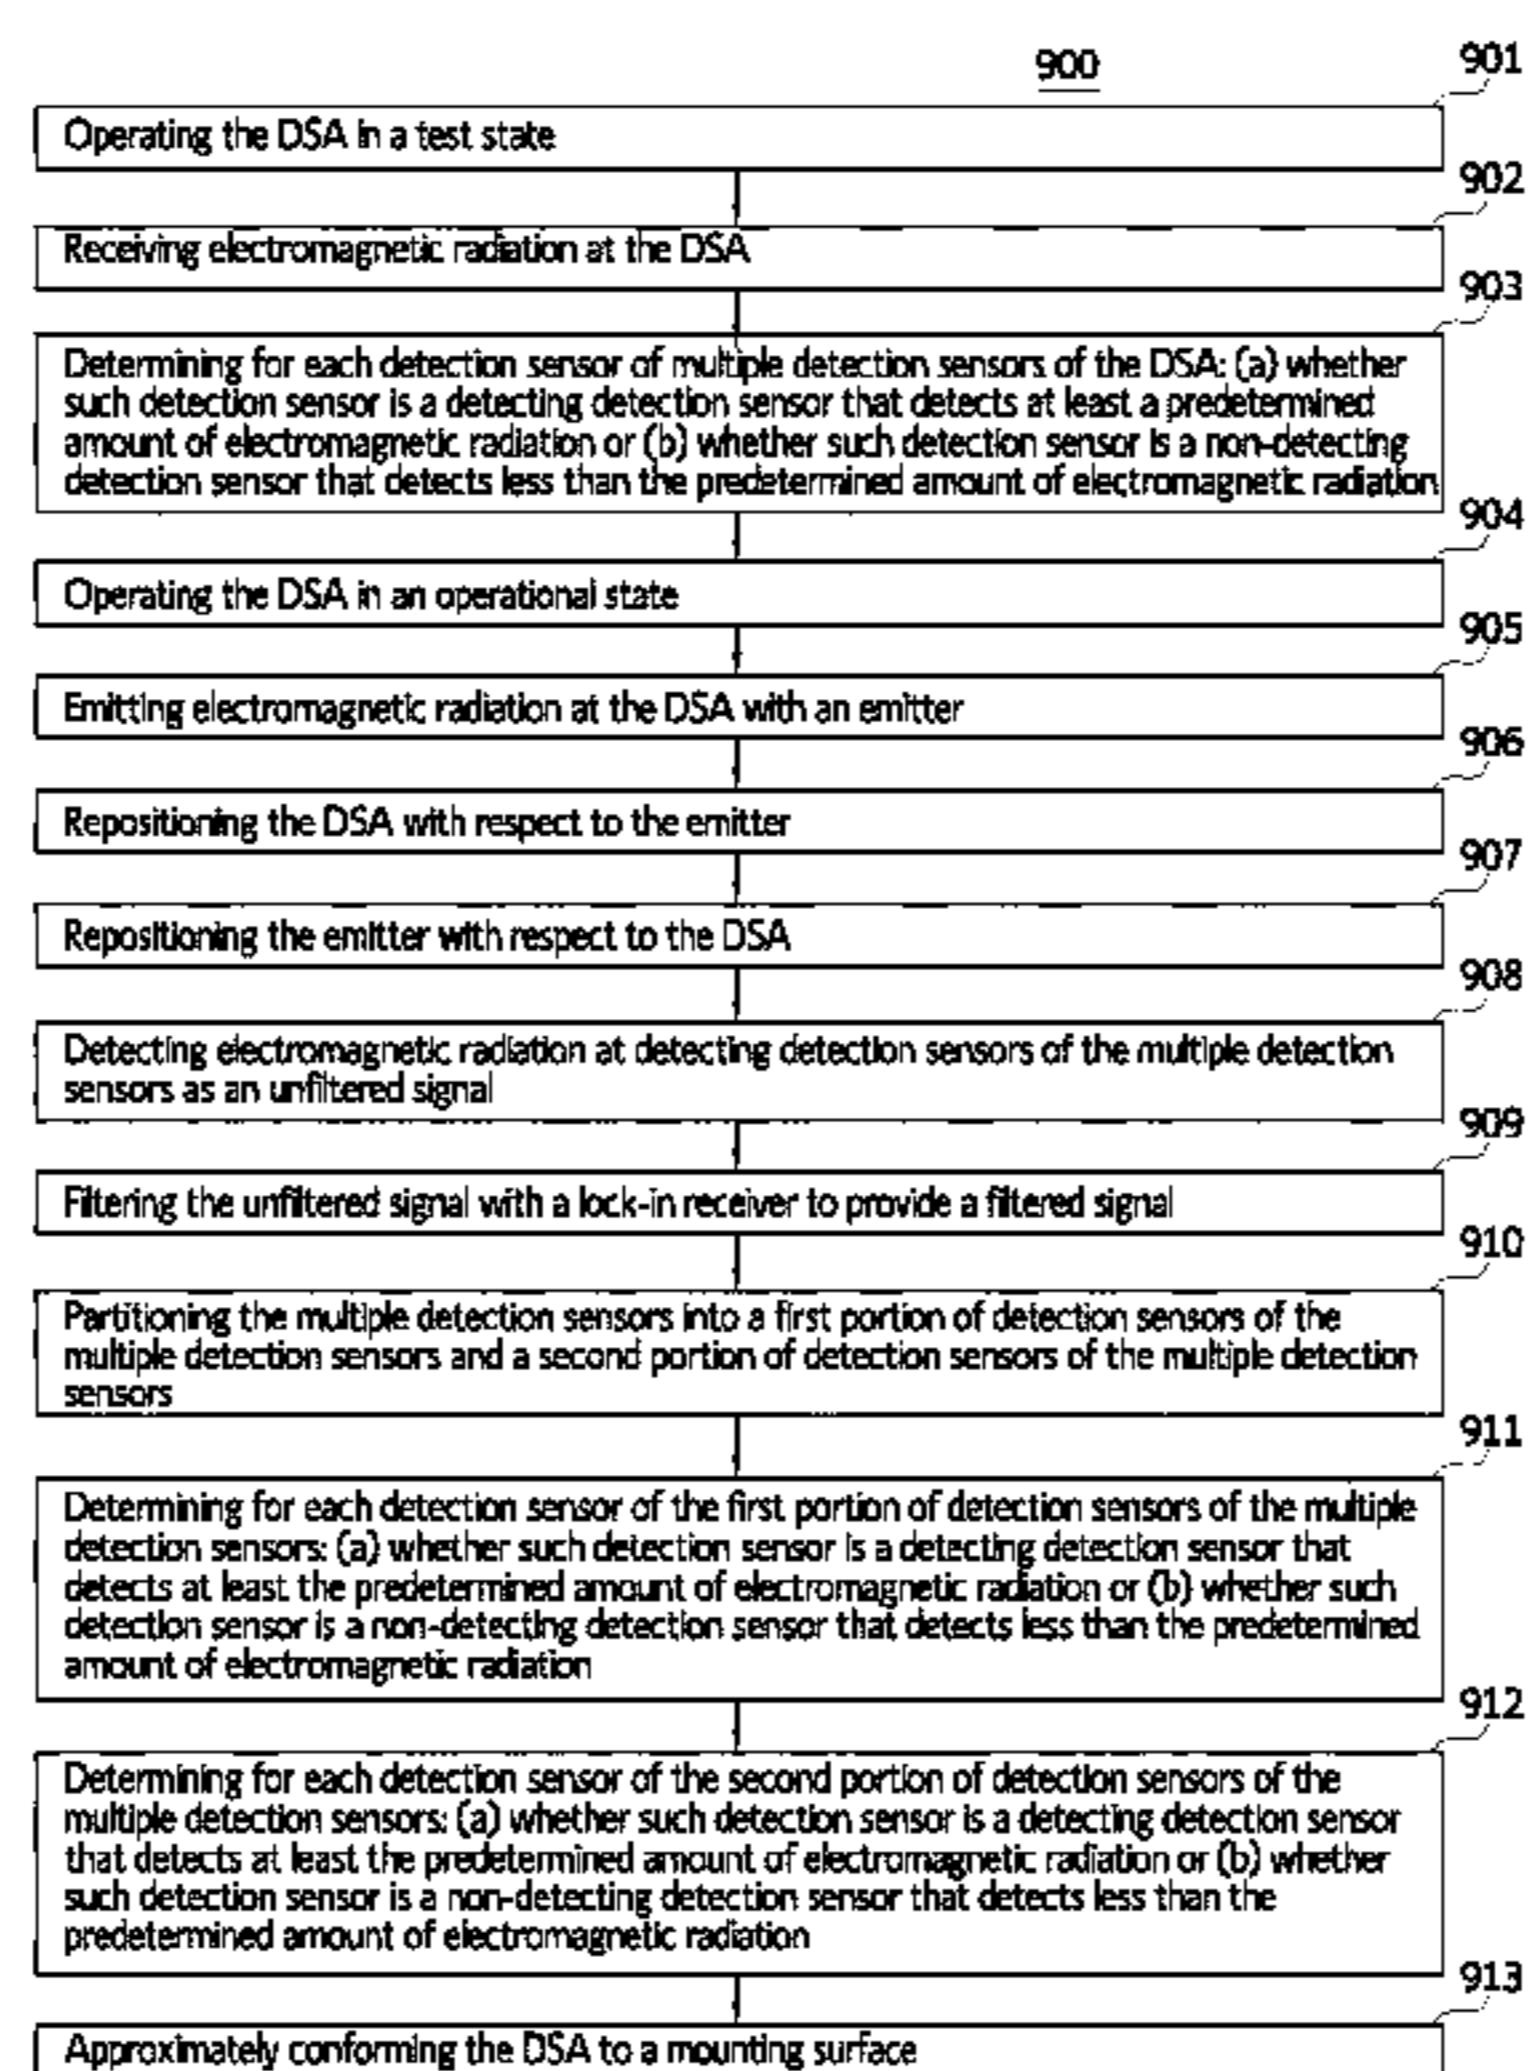 900
901
Operating the DSA in a test state
902
Receiving electromagnetic radiation at the DSA
903
Determining for each detection sensor of multiple detection sensors of the DSA: (a) whether
such detection sensor is a detecting detection sensor that detects at least a predetermined
amount of electromagnetic radiation or (b) whether such detection sensor is a non-detecting
detection sensor that detects less than the predetermined amount of electromagnetic radiation
904
Operating the DSA in an operational state
905
Emitting electromagnetic radiation at the DSA with an emitter
906
Repositioning the DSA with respect to the emitter
907
Repositioning the emitter with respect to the DSA
908
Detecting electromagnetic radiation at detecting detection sensors of the multiple detection
sensors as an unfiltered signal
909
Filtering the unfiltered signal with a lock-in receiver to provide a filtered signal
910
Partitioning the multiple detection sensors into a first portion of detection sensors of the
multiple detection sensors and a second portion of detection sensors of the multiple detection
sensors
911
Determining for each detection sensor of the first portion of detection sensors of the multiple
detection sensors: (a) whether such detection sensor is a detecting detection sensor that
detects at least the predetermined amount of electromagnetic radiation or (b) whether such
detection sensor is a non-detecting detection sensor that detects less than the predetermined
amount of electromagnetic radiation
912
Determining for each detection sensor of the second portion of detection sensors of the
multiple detection sensors: (a) whether such detection sensor is a detecting detection sensor
that detects at least the predetermined amount of electromagnetic radiation or (b) whether
such detection sensor is a non-detecting detection sensor that detects less than the
predetermined amount of electromagnetic radiation
913
Approximately conforming the DSA to a mounting surface